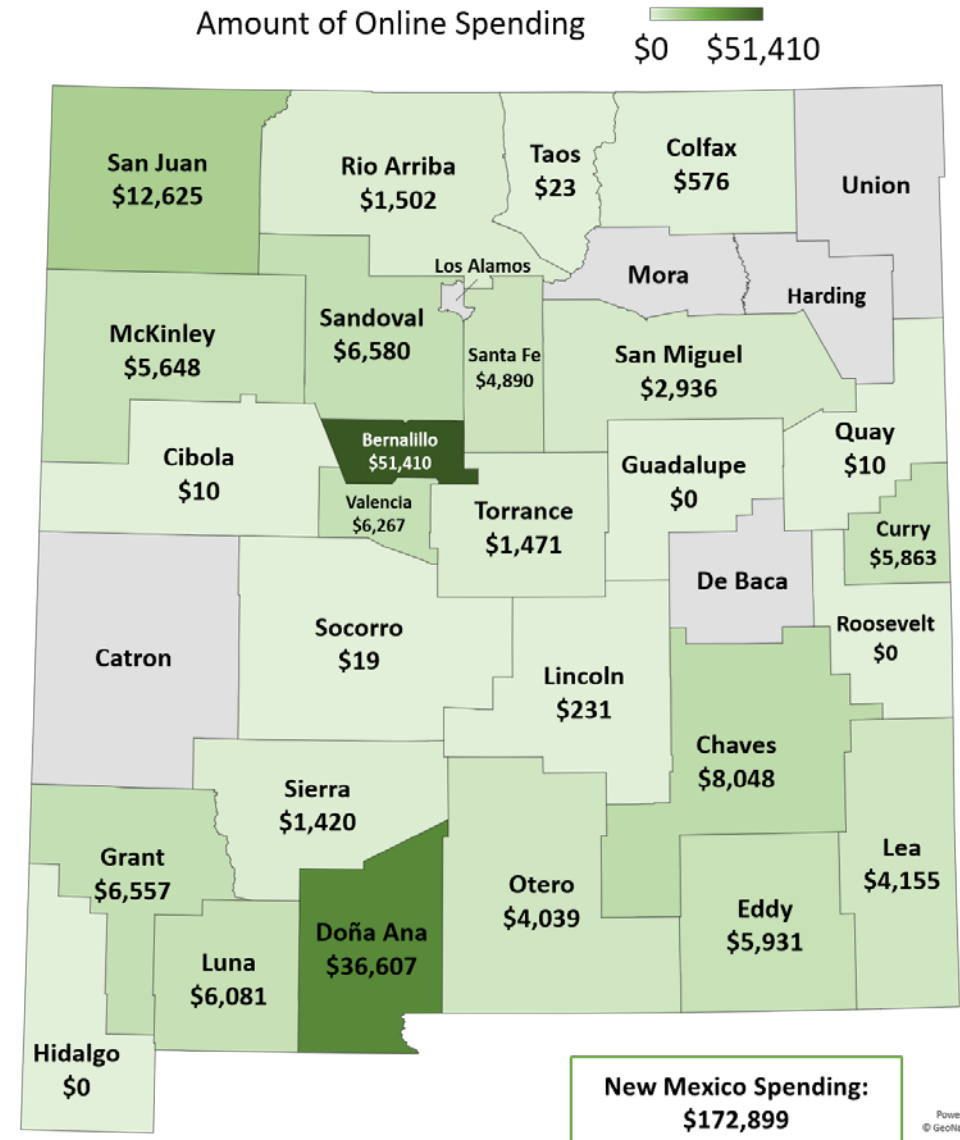 Amount of Online Spending
$0 $51,410
San Juan
$12,625
Rio Arriba
$1,502
Taos
$23
Colfax
$576
Union
Los Alamos
Mora
Harding
McKinley
$5,648
Sandoval
$6,580
Santa Fe
$4,890
San Miguel
$2,936
Cibola
$10
Bernalillo
$51,410
Valencia
$6,267
Torrance
$1,471
Guadalupe
$0
Quay
$10
Curry
$5,863
De Baca
Roosevelt
$0
Catron
Socorro
$19
Lincoln
$231
Chaves
$8,048
Sierra
$1,420
Grant
$6,557
Otero
$4,039
Lea
$4,155
Eddy
$5,931
Doña Ana
$36,607
Luna
$6,081
Hidalgo
$0
New Mexico Spending:
$172,899
Powe
© GeoNa